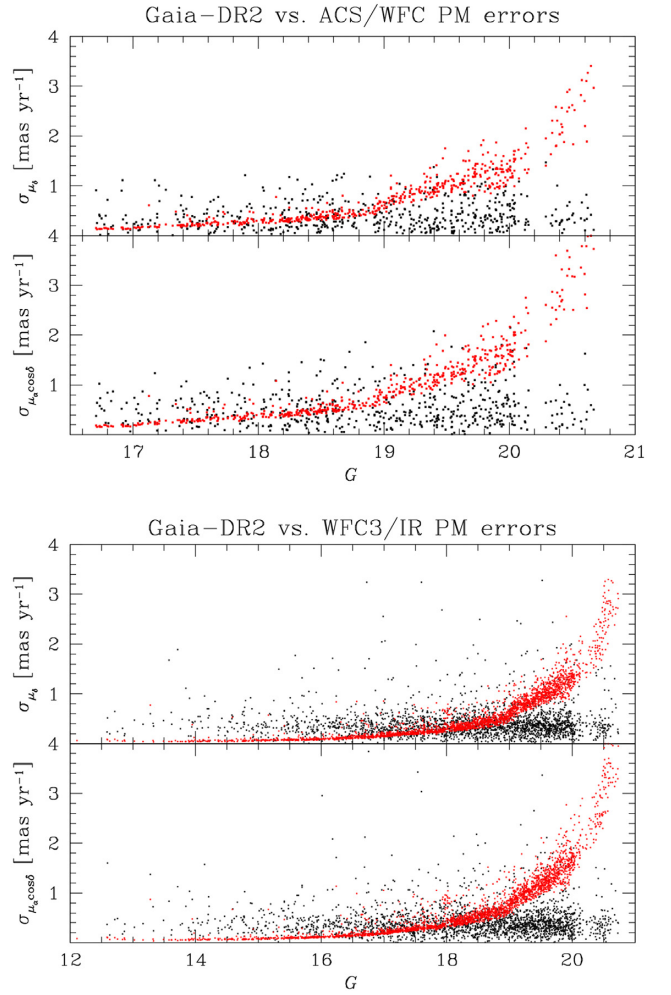 Gaia-DR2 vs. ACS/WFC PM errors
4
3
2
1
σμδ [mas yr−1]
4
3
2
1
σμαcosδ [mas yr−1]
17 18 19 20 21
G
Gaia-DR2 vs. WFC3/IR PM errors
4
3
2
1
σμδ [mas yr−1]
4
3
2
1
σμαcosδ [mas yr−1]
12 14 16 18 20
G